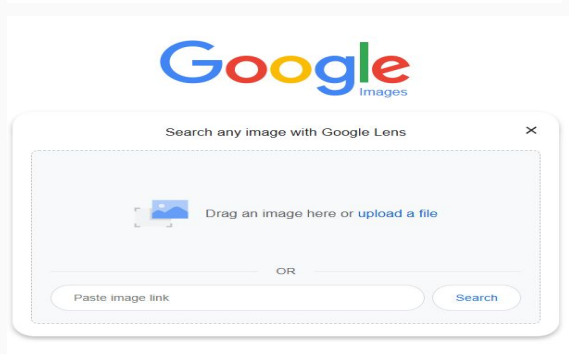 Google
Images
Search any image with Google Lens
Drag an image here or upload a file
OR
Paste image link
Search